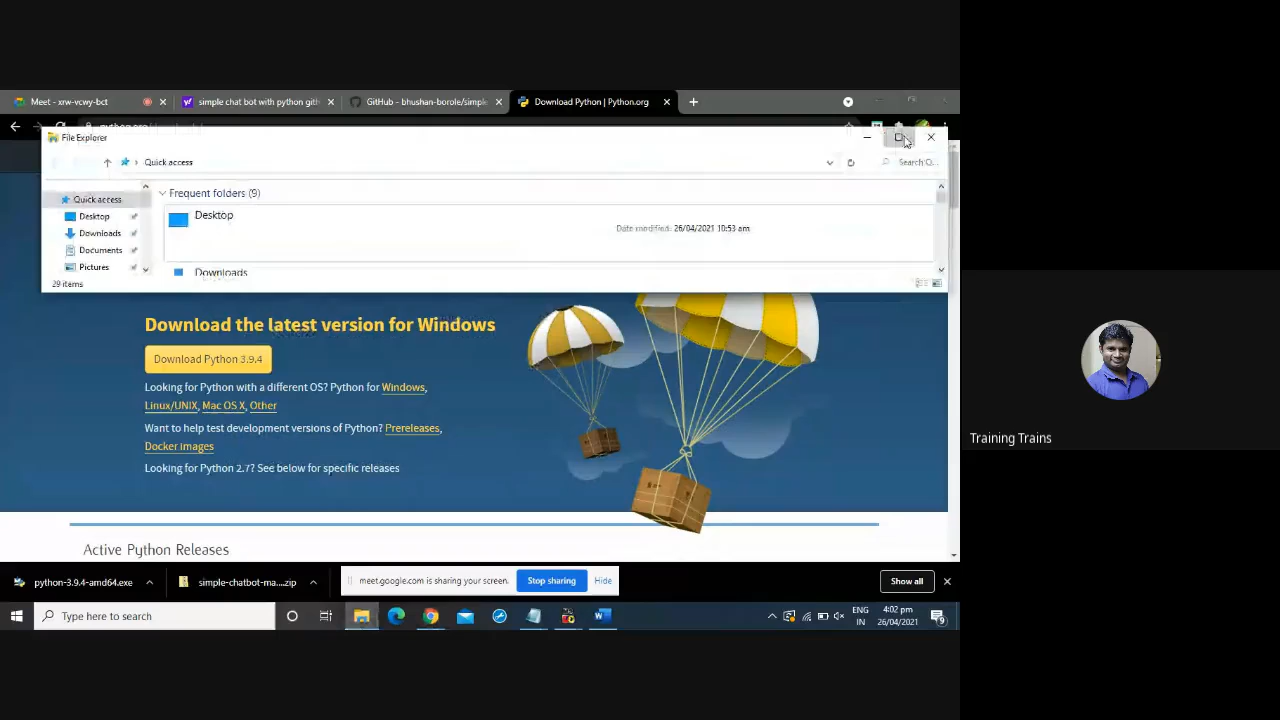 Meet - xrw-vcwy-bct
simple chat bot with python gith
GitHub - bhushan-borole/simple
Download Python | Python.org
File Explorer
Quick access
Search Q...
Quick access
Desktop
Downloads
Documents
Pictures
Frequent folders (9)
Desktop
Date modified: 26/04/2021 10:53 am
Downloads
29 items
Download the latest version for Windows
Download Python 3.9.4
Looking for Python with a different OS? Python for Windows,
Linux/UNIX, Mac OS X, Other
Want to help test development versions of Python? Prereleases,
Docker images
Looking for Python 2.7? See below for specific releases
Active Python Releases
python-3.9.4-amd64.exe
simple-chatbot-ma....zip
meet.google.com is sharing your screen.
Stop sharing
Hide
Show all
Type here to search
ENG
IN
4:02 pm
26/04/2021
9
Training Trains